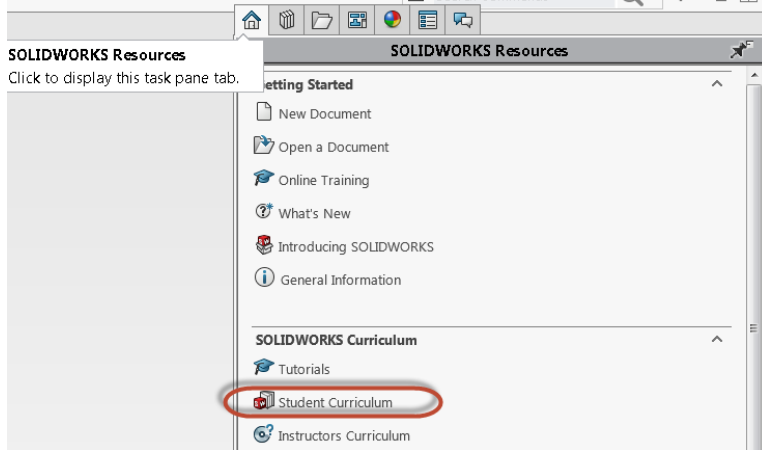 SOLIDWORKS Resources
SOLIDWORKS Resources
Click to display this task pane tab.
etting Started
New Document
Open a Document
Online Training
What's New
Introducing SOLIDWORKS
General Information
SOLIDWORKS Curriculum
Tutorials
Student Curriculum
Instructors Curriculum